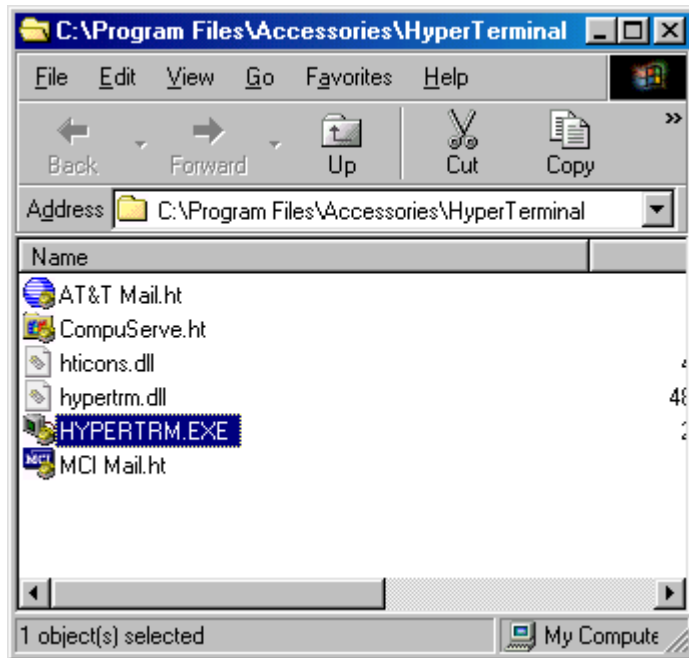 C:\Program Files\Accessories\HyperTerminal
File Edit View Go Favorites Help
Back Forward Up Cut Copy »
Address C:\Program Files\Accessories\HyperTerminal
Name
AT&T Mail.ht
CompuServe.ht
hticons.dll
hypertrm.dll 48
HYPERTRM.EXE 2
MCI Mail.ht
1 object(s) selected My Compute